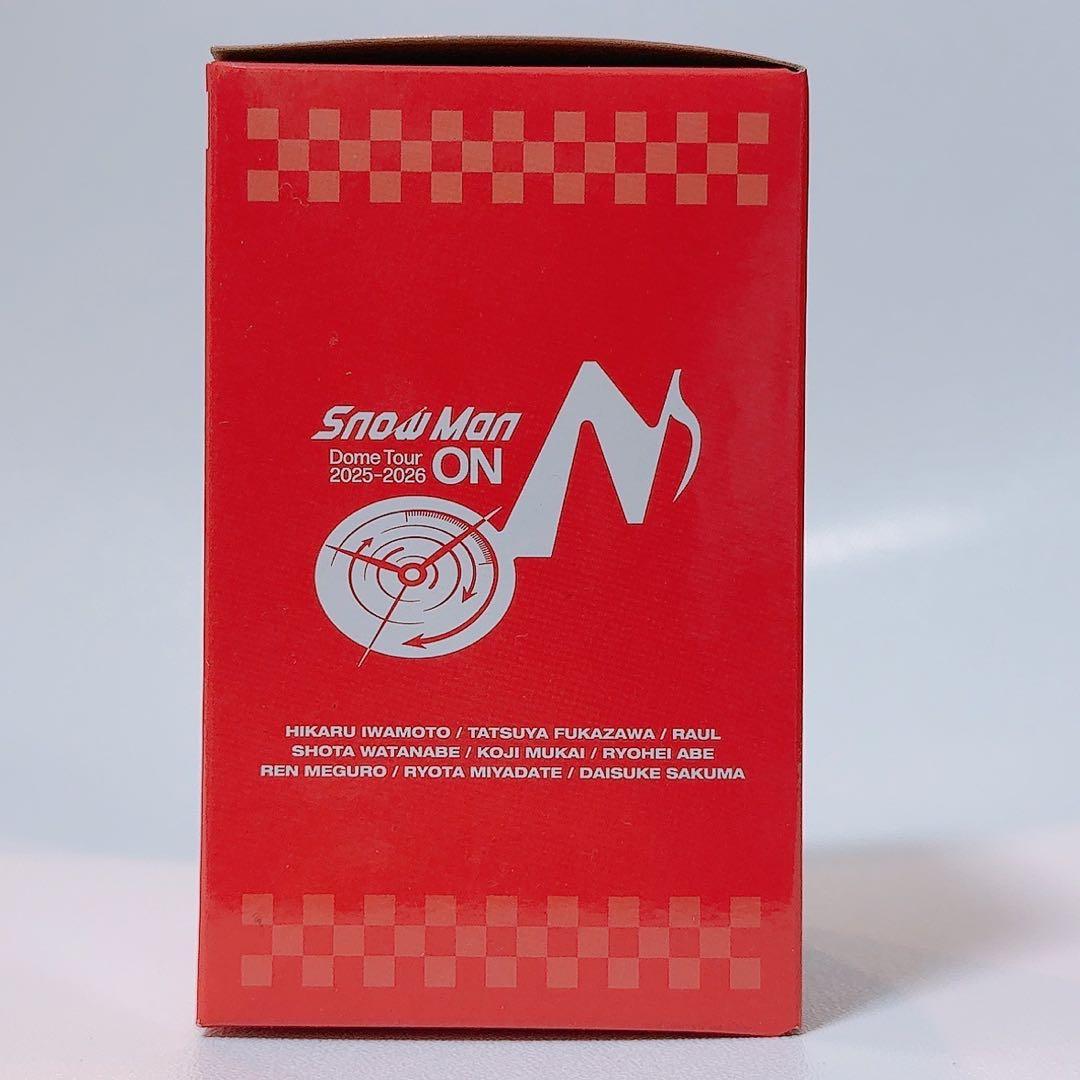 Snow Man
Dome Tour
2025-2026 ON
HIKARU IWAMOTO / TATSUYA FUKAZAWA / RAUL
SHOTA WATANABE / KOJI MUKAI / RYOHEI ABE
REN MEGURO / RYOTA MIYADATE / DAISUKE SAKUMA